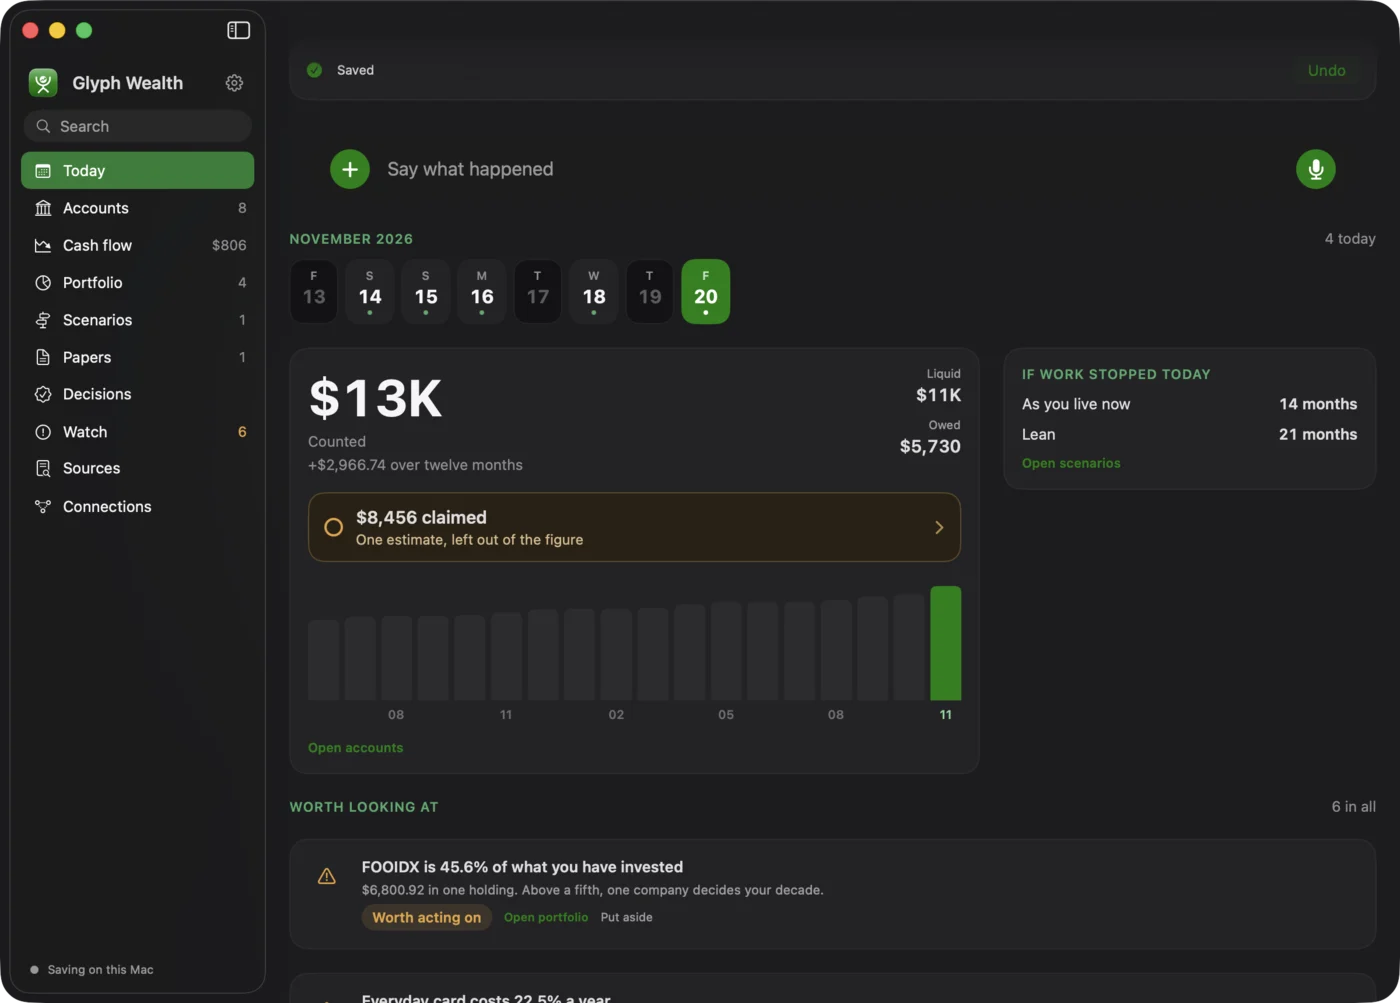 Glyph Wealth
Search
Today
Accounts 8
Cash flow $806
Portfolio 4
Scenarios 1
Papers 1
Decisions
Watch 6
Sources
Connections
Saving on this Mac
Saved
Undo
Say what happened
NOVEMBER 2026
4 today
F S S M T W T F
13 14 15 16 17 18 19 20
$13K
Counted
+$2,966.74 over twelve months
Liquid
$11K
Owed
$5,730
$8,456 claimed
One estimate, left out of the figure
08 11 02 05 08 11
Open accounts
IF WORK STOPPED TODAY
As you live now 14 months
Lean 21 months
Open scenarios
WORTH LOOKING AT
6 in all
FOOIDX is 45.6% of what you have invested
$6,800.92 in one holding. Above a fifth, one company decides your decade.
Worth acting on Open portfolio Put aside
Everyday card costs 22.5% a year